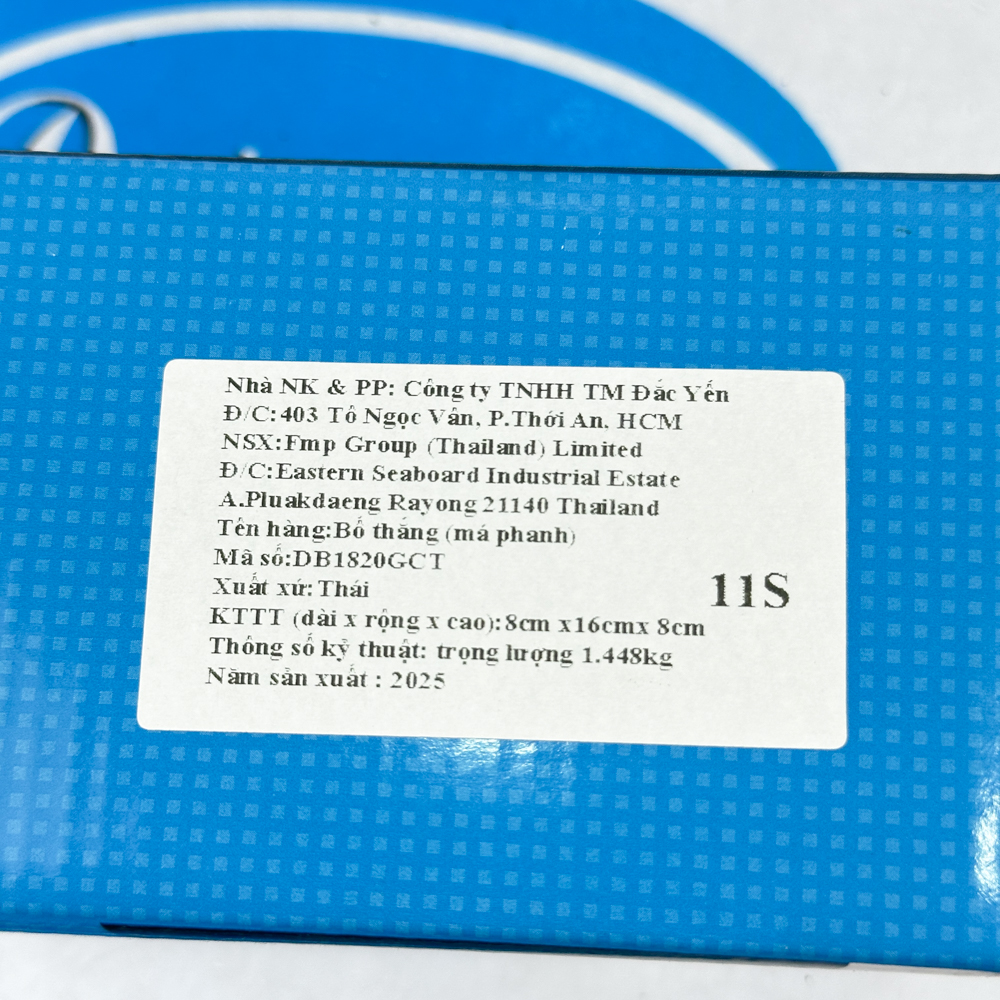 Nhà NK & PP: Công ty TNHH TM Đắc Yến
Đ/C:403 Tô Ngọc Vân, P.Thới An, HCM
NSX:Fmp Group (Thailand) Limited
Đ/C:Eastern Seaboard Industrial Estate
A.Pluakdaeng Rayong 21140 Thailand
Tên hàng:Bố thắng (má phanh)
Mã số:DB1820GCT
Xuất xứ: Thái
11S
KTTT (dài x rộng x cao):8cm x16cmx 8cm
Thông số kỷ thuật: trọng lượng 1.448kg
Năm sản xuất : 2025